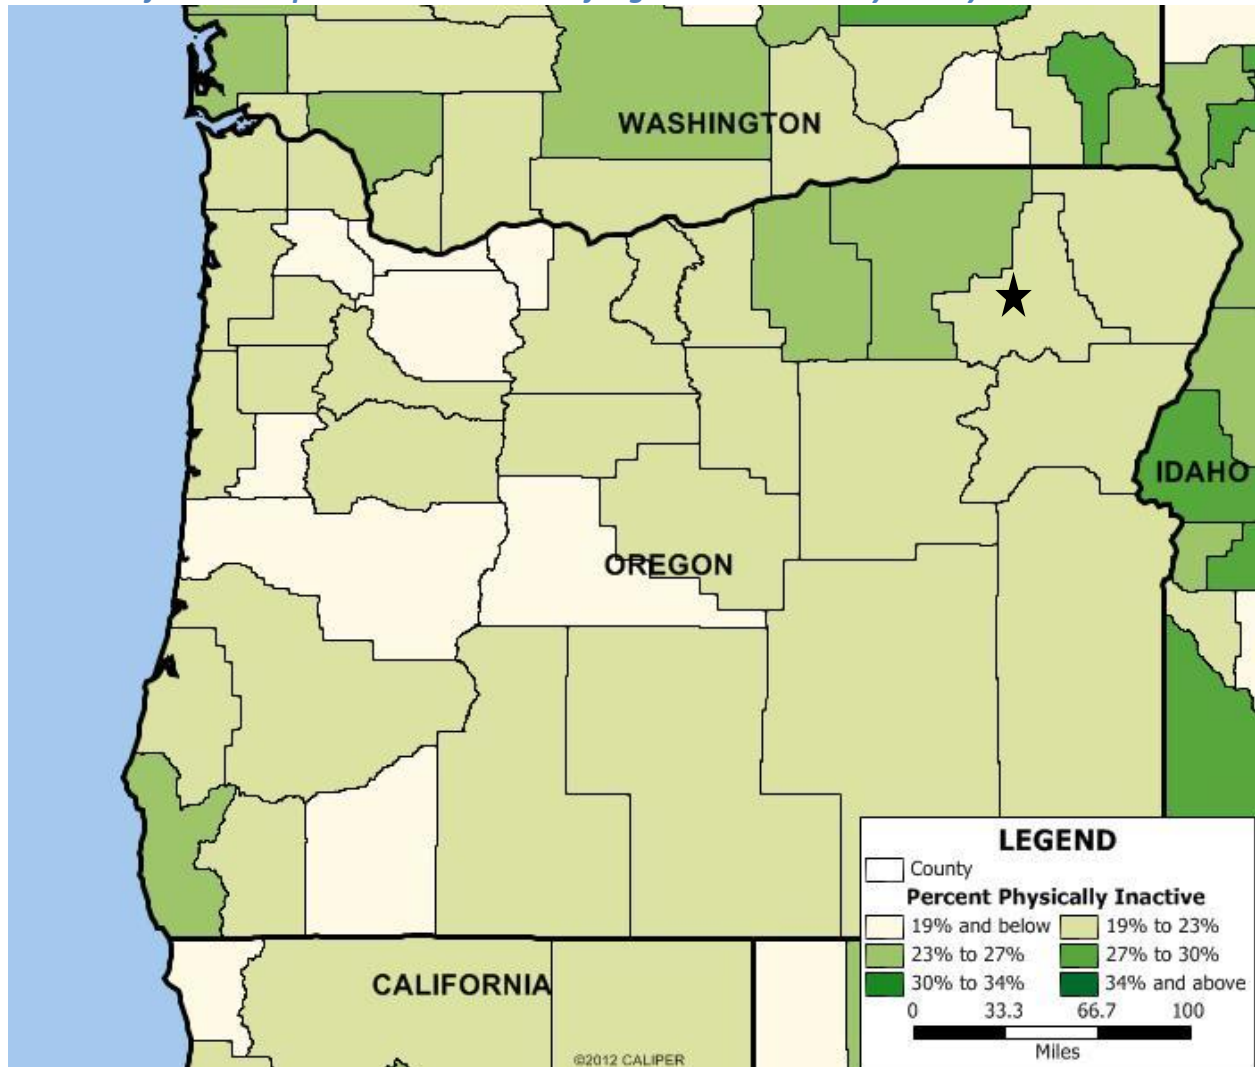 WASHINGTON
IDAHO
OREGON
LEGEND
County
Percent Physically Inactive
19% and below 19% to 23%
23% to 27% 27% to 30%
30% to 34% 34% and above
0 33.3 66.7 100
Miles
CALIFORNIA
©2012 CALIPER